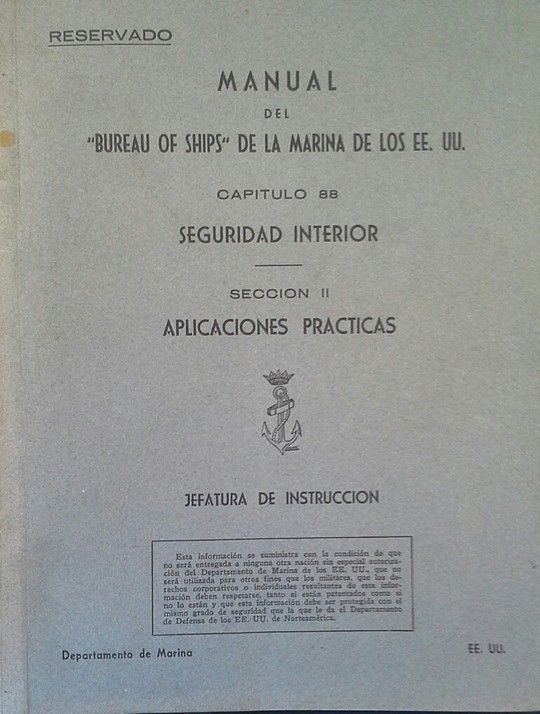 RESERVADO
MANUAL
DEL
"BUREAU OF SHIPS" DE LA MARINA DE LOS EE. UU.
CAPITULO 88
SEGURIDAD INTERIOR
SECCION II
APLICACIONES PRACTICAS
JEFATURA DE INSTRUCCION
Esta información se suministra con la condición de que
no será entregada a ninguna otra nación sin especial autoriza-
ción del Departamento de Marina de los EE. UU., que no
será utilizada para otros fines que los militares, que los de-
rechos corporativos o individuales resultantes de esta infor-
mación deben respetarse, tanto si están patentados como si
no lo están y que esta información debe ser protegida con el
mismo grado de seguridad que la que le da el Departamento
de Defensa de los EE. UU. de Norteamérica.
Departamento de Marina
EE. UU.